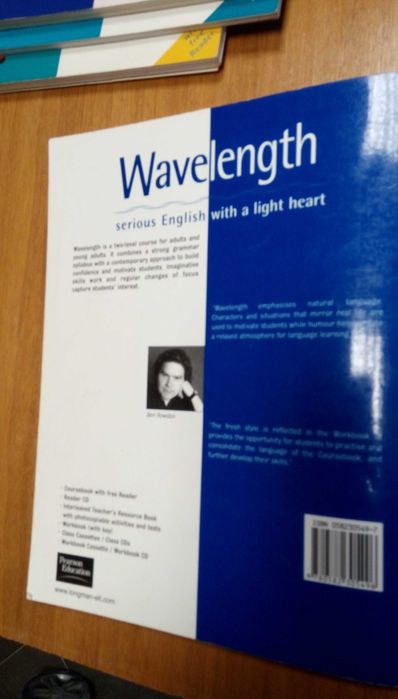 Wavelength
serious English with a light heart
Wavelength is a two-level course for adults and
young adults. It combines a strong grammar
syllabus with a contemporary approach to build
confidence and motivate students. Imaginative
skills work and regular changes of focus
capture students' interest.
"Wavelength emphasises natural language.
Characters and situations that mirror real life are
used to motivate students while humour
a relaxed atmosphere for language learning
Ben Rowdon
"The fresh style is reflected in the Workbook
provides the opportunity for students to practise and
consolidate the language of the Coursebook, and
further develop their skills."
· Coursebook with free Reader
· Reader CD
· Interleaved Teacher's Resource Book
with photocopiable activities and tests
· Workbook (with key)
· Class Cassettes / Class CDs
· Workbook Cassette / Workbook CD
Pearson
Education
www.longman-elt.com
ISBN 0582305
free
Reader